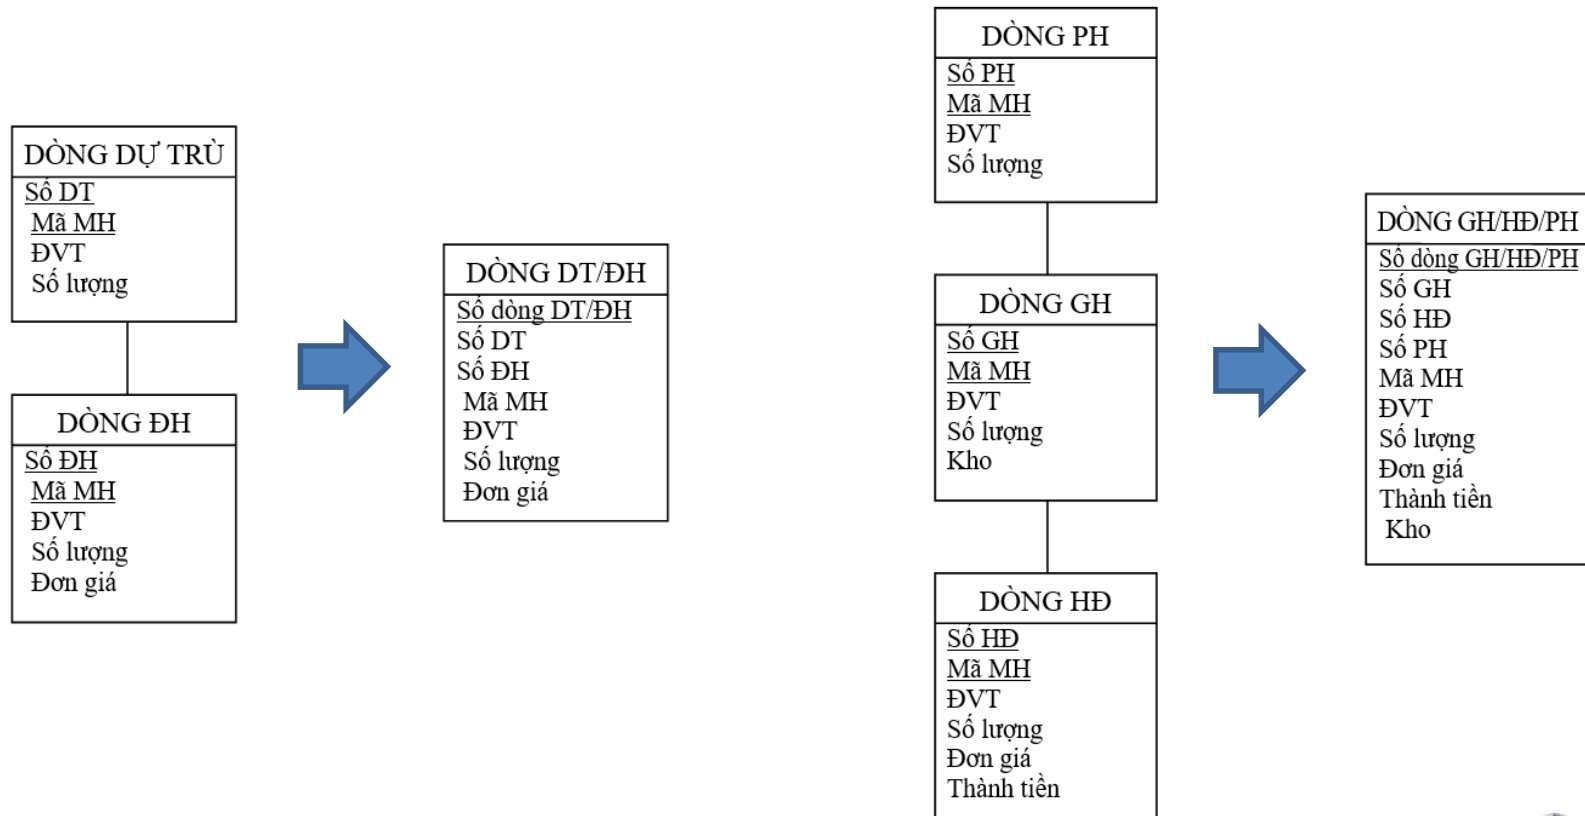 DÒNG DỰ TRÙ
Số DT
Mã MH
ĐVT
Số lượng
DÒNG ĐH
Số ĐH
Mã MH
ĐVT
Số lượng
Đơn giá
DÒNG DT/ĐH
Số dòng DT/ĐH
Số DT
Số ĐH
Mã MH
ĐVT
Số lượng
Đơn giá
DÒNG PH
Số PH
Mã MH
ĐVT
Số lượng
DÒNG GH
Số GH
Mã MH
ĐVT
Số lượng
Kho
DÒNG HĐ
Số HĐ
Mã MH
ĐVT
Số lượng
Đơn giá
Thành tiền
DÒNG GH/HĐ/PH
Số dòng GH/HĐ/PH
Số GH
Số HĐ
Số PH
Mã MH
ĐVT
Số lượng
Đơn giá
Thành tiền
Kho